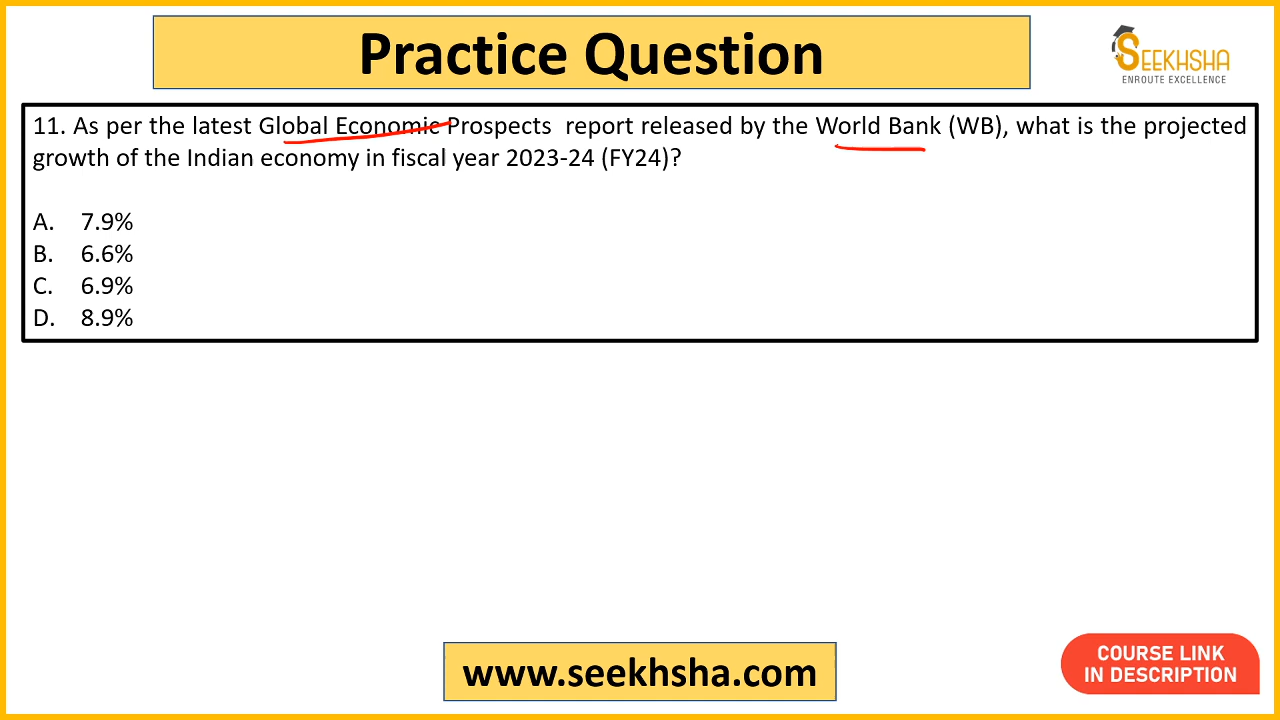 Practice Question
SEEKHSHA
ENROUTE EXCELLENCE
11. As per the latest Global Economic Prospects report released by the World Bank (WB), what is the projected
growth of the Indian economy in fiscal year 2023-24 (FY24)?
A. 7.9%
B. 6.6%
C. 6.9%
D. 8.9%
www.seekhsha.com
COURSE LINK
IN DESCRIPTION